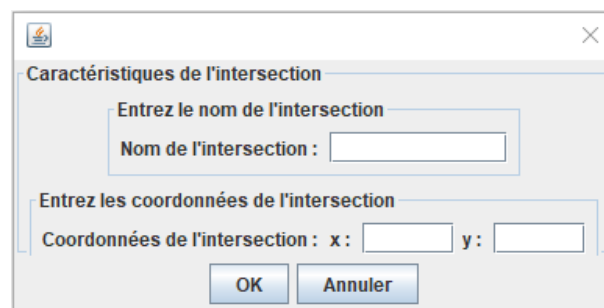 Caractéristiques de l'intersection
Entrez le nom de l'intersection
Nom de l'intersection :
Entrez les coordonnées de l'intersection
Coordonnées de l'intersection : x : y :
OK Annuler